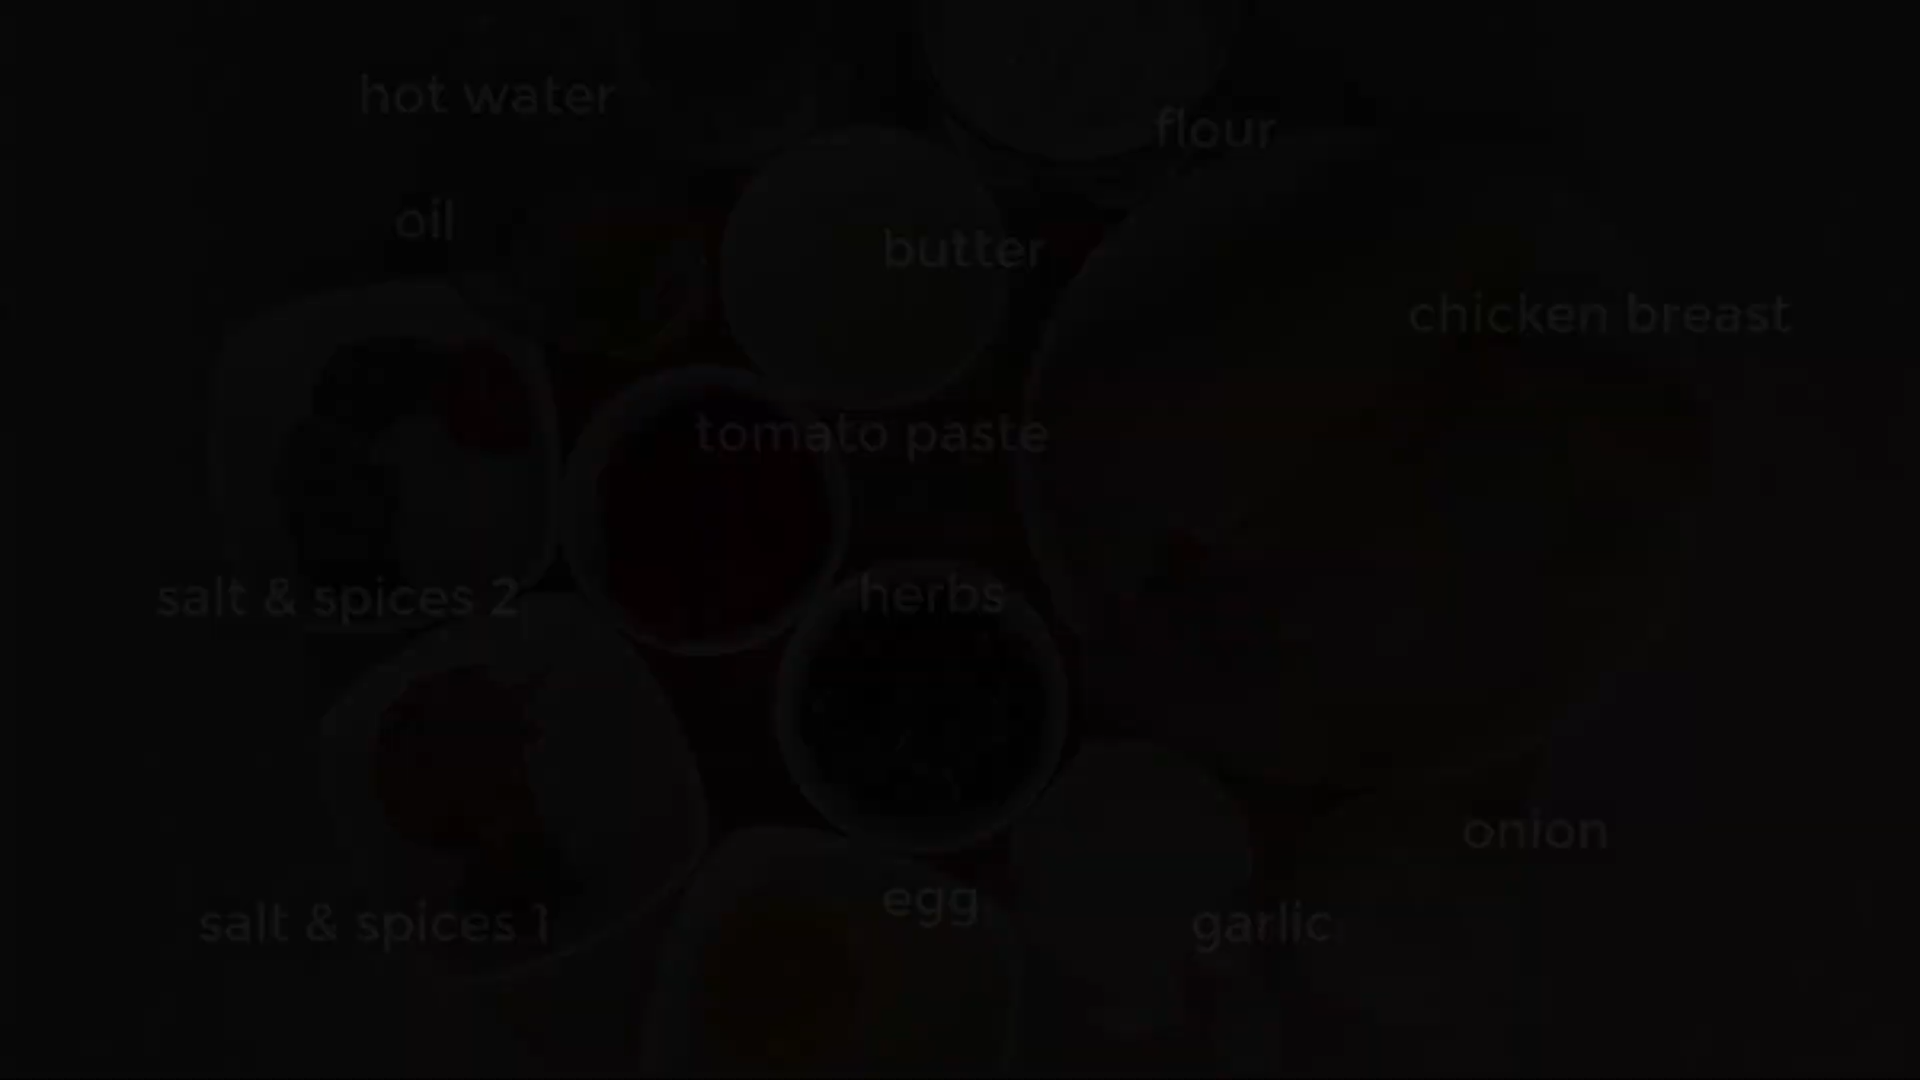 hot water
flour
oil
butter
chicken breast
tomato paste
salt & spices 2
herbs
onion
egg
garlic
salt & spices 1